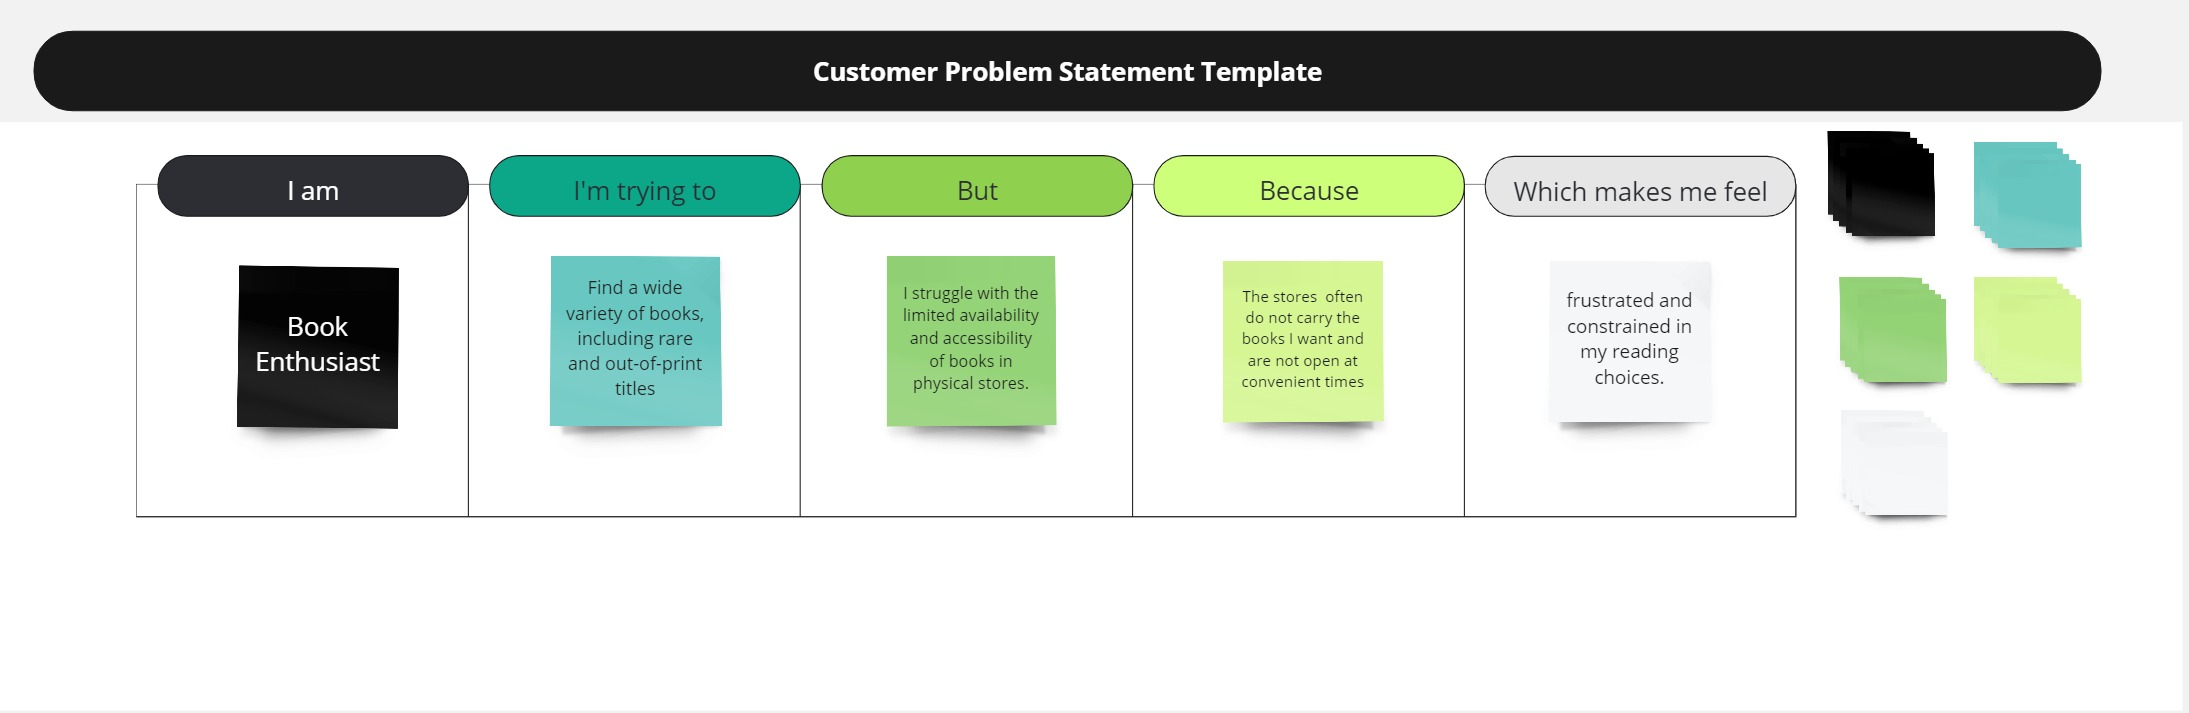 Customer Problem Statement Template
I am
I'm trying to
But
Because
Which makes me feel
Book
Enthusiast
Find a wide
variety of books,
including rare
and out-of-print
titles
I struggle with the
limited availability
and accessibility
of books in
physical stores.
The stores  often
do not carry the
books I want and
are not open at
convenient times
frustrated and
constrained in
my reading
choices.